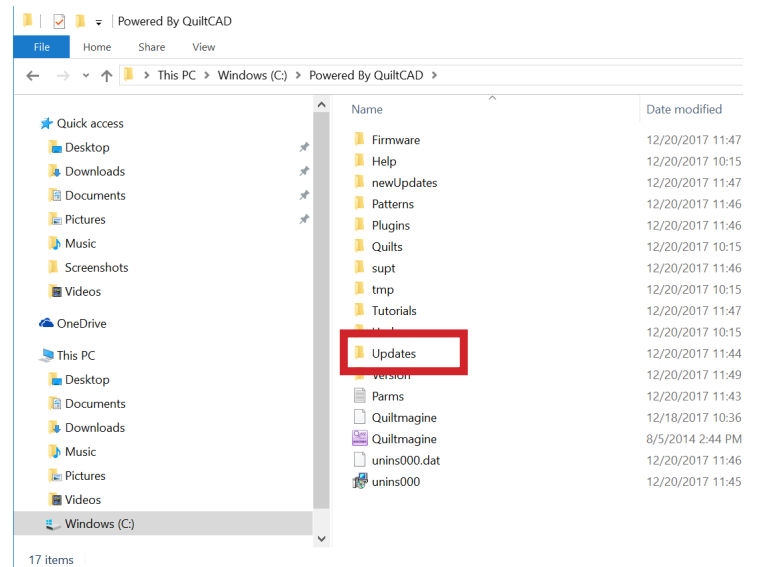 Powered By QuiltCAD
File Home Share View
This PC > Windows (C:) > Powered By QuiltCAD >
Name Date modified
Quick access
Desktop
Downloads
Documents
Pictures
Music
Screenshots
Videos
OneDrive
This PC
Desktop
Documents
Downloads
Music
Pictures
Videos
Windows (C:)
Firmware 12/20/2017 11:47
Help 12/20/2017 10:15
newUpdates 12/20/2017 11:47
Patterns 12/20/2017 11:46
Plugins 12/20/2017 11:46
Quilts 12/20/2017 10:15
supt 12/20/2017 11:46
tmp 12/20/2017 10:15
Tutorials 12/20/2017 11:47
12/20/2017 10:15
Updates 12/20/2017 11:44
Version 12/20/2017 11:49
Parms 12/20/2017 11:43
Quiltmagine 12/18/2017 10:36
Quiltmagine 8/5/2014 2:44 PM
unins000.dat 12/20/2017 11:46
unins000 12/20/2017 11:45
17 items